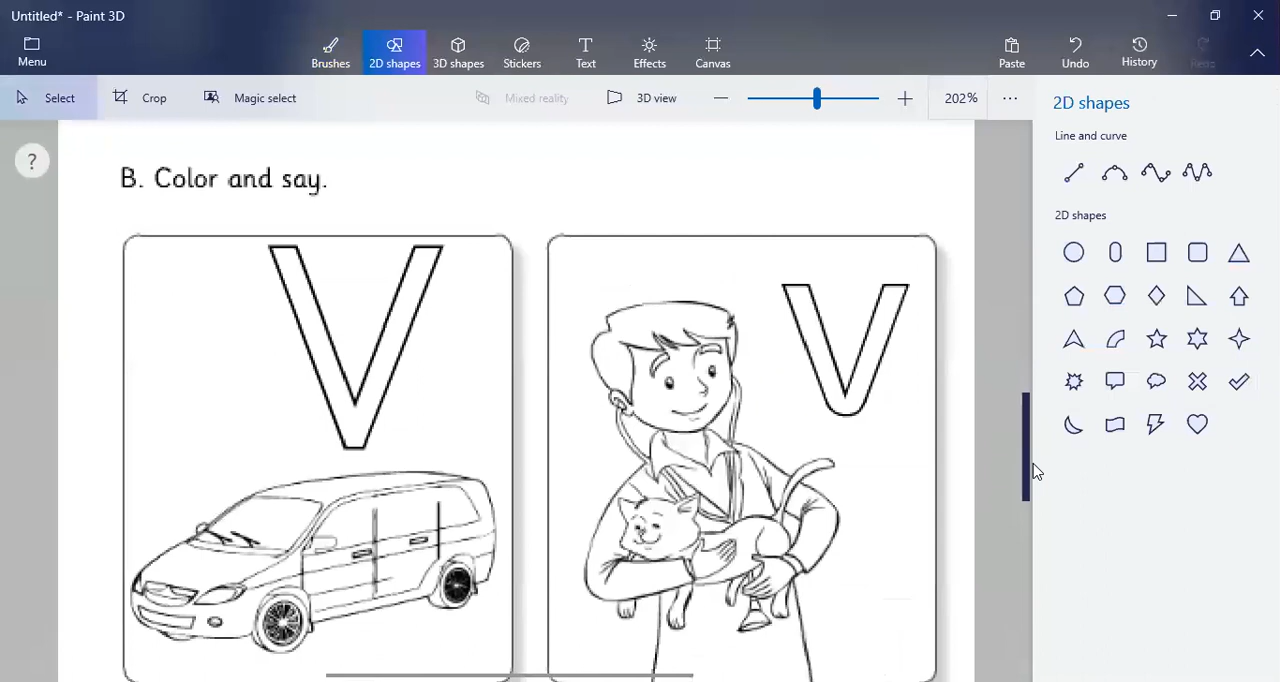 Untitled* - Paint 3D
Menu
Brushes
2D shapes
3D shapes
Stickers
Text
Effects
Canvas
Paste
Undo
History
Redo
Select
Crop
Magic select
Mixed reality
3D view
202%
2D shapes
Line and curve
2D shapes
?
B. Color and say.
V
v